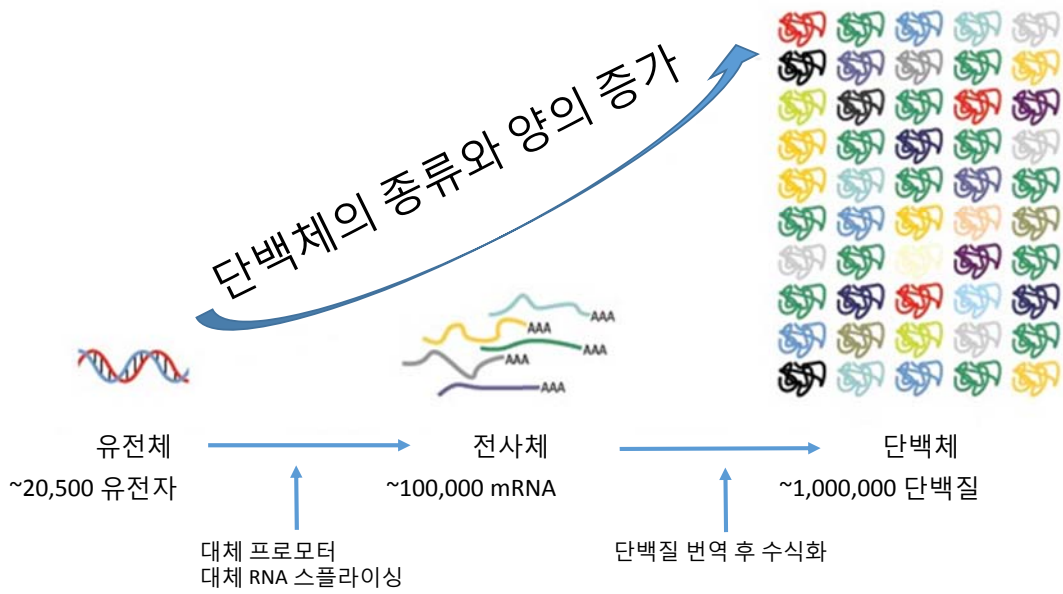 단백체의 종류와 양의 증가
AAA
AAA
AAA
AAA
AAA
유전체
전사체
단백체
~20,500 유전자
~100,000 mRNA
~1,000,000 단백질
대체 프로모터
대체 RNA 스플라이싱
단백질 번역 후 수식화